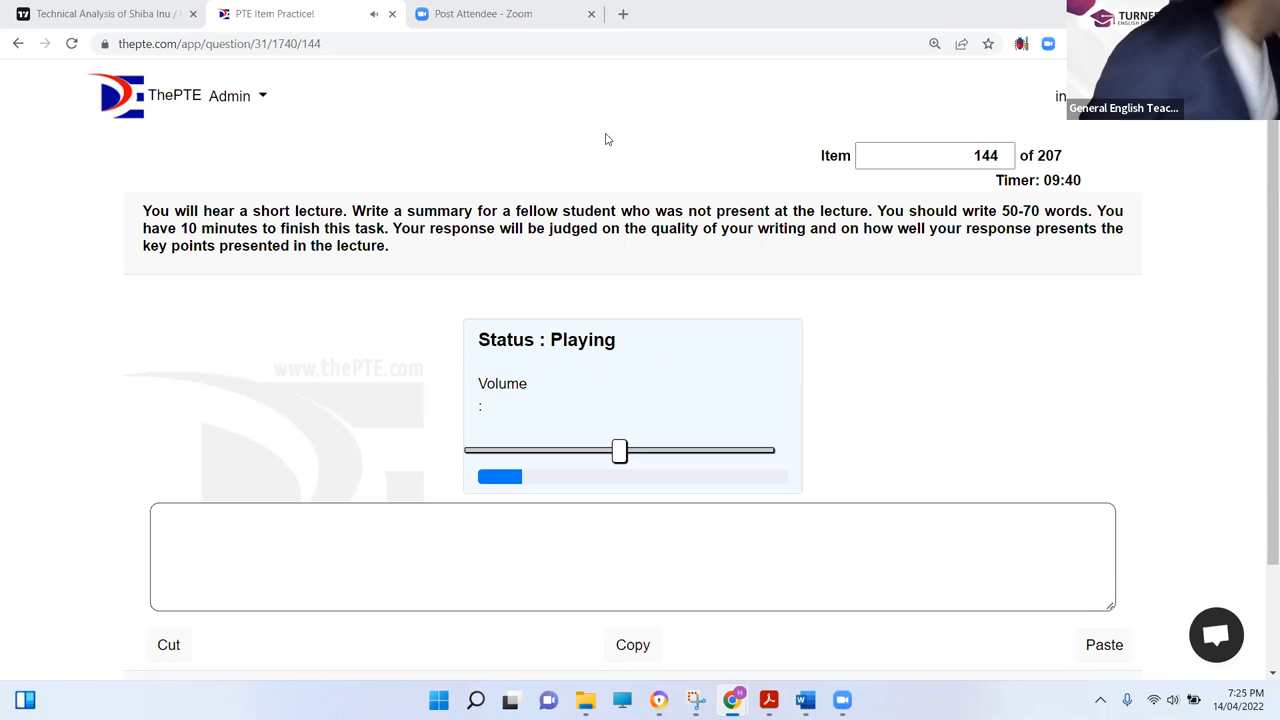 Technical Analysis of Shiba Inu /
PTE Item Practice!
Post Attendee - Zoom
thepte.com/app/question/31/1740/144
TURNE
ENGLISH
General English Teac...
ThePTE Admin
in
Item 144 of 207
Timer: 09:40
You will hear a short lecture. Write a summary for a fellow student who was not present at the lecture. You should write 50-70 words. You
have 10 minutes to finish this task. Your response will be judged on the quality of your writing and on how well your response presents the
key points presented in the lecture.
www.thePTE.com
Status : Playing
Volume
:
Cut
Copy
Paste
7:25 PM
14/04/2022